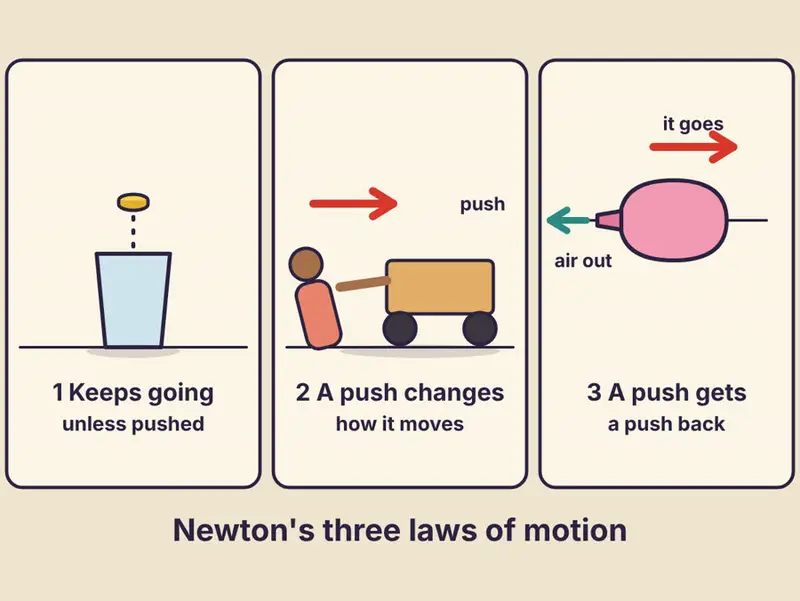 1 Keeps going
unless pushed
push
2 A push changes
how it moves
it goes
air out
3 A push gets
a push back
Newton's three laws of motion